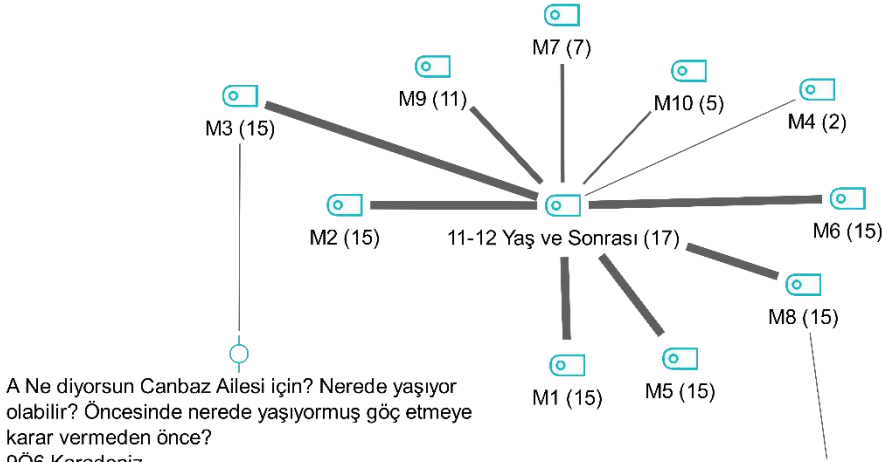 M7 (7)
M9 (11)
M10 (5)
M3 (15)
M4 (2)
M2 (15)
11-12 Yaş ve Sonrası (17)
M6 (15)
M8 (15)
M1 (15)
M5 (15)
A Ne diyorsun Canbaz Ailesi için? Nerede yaşıyor
olabilir? Öncesinde nerede yaşıyormuş göç etmeye
karar vermeden önce?
9Ö6 Karadeniz